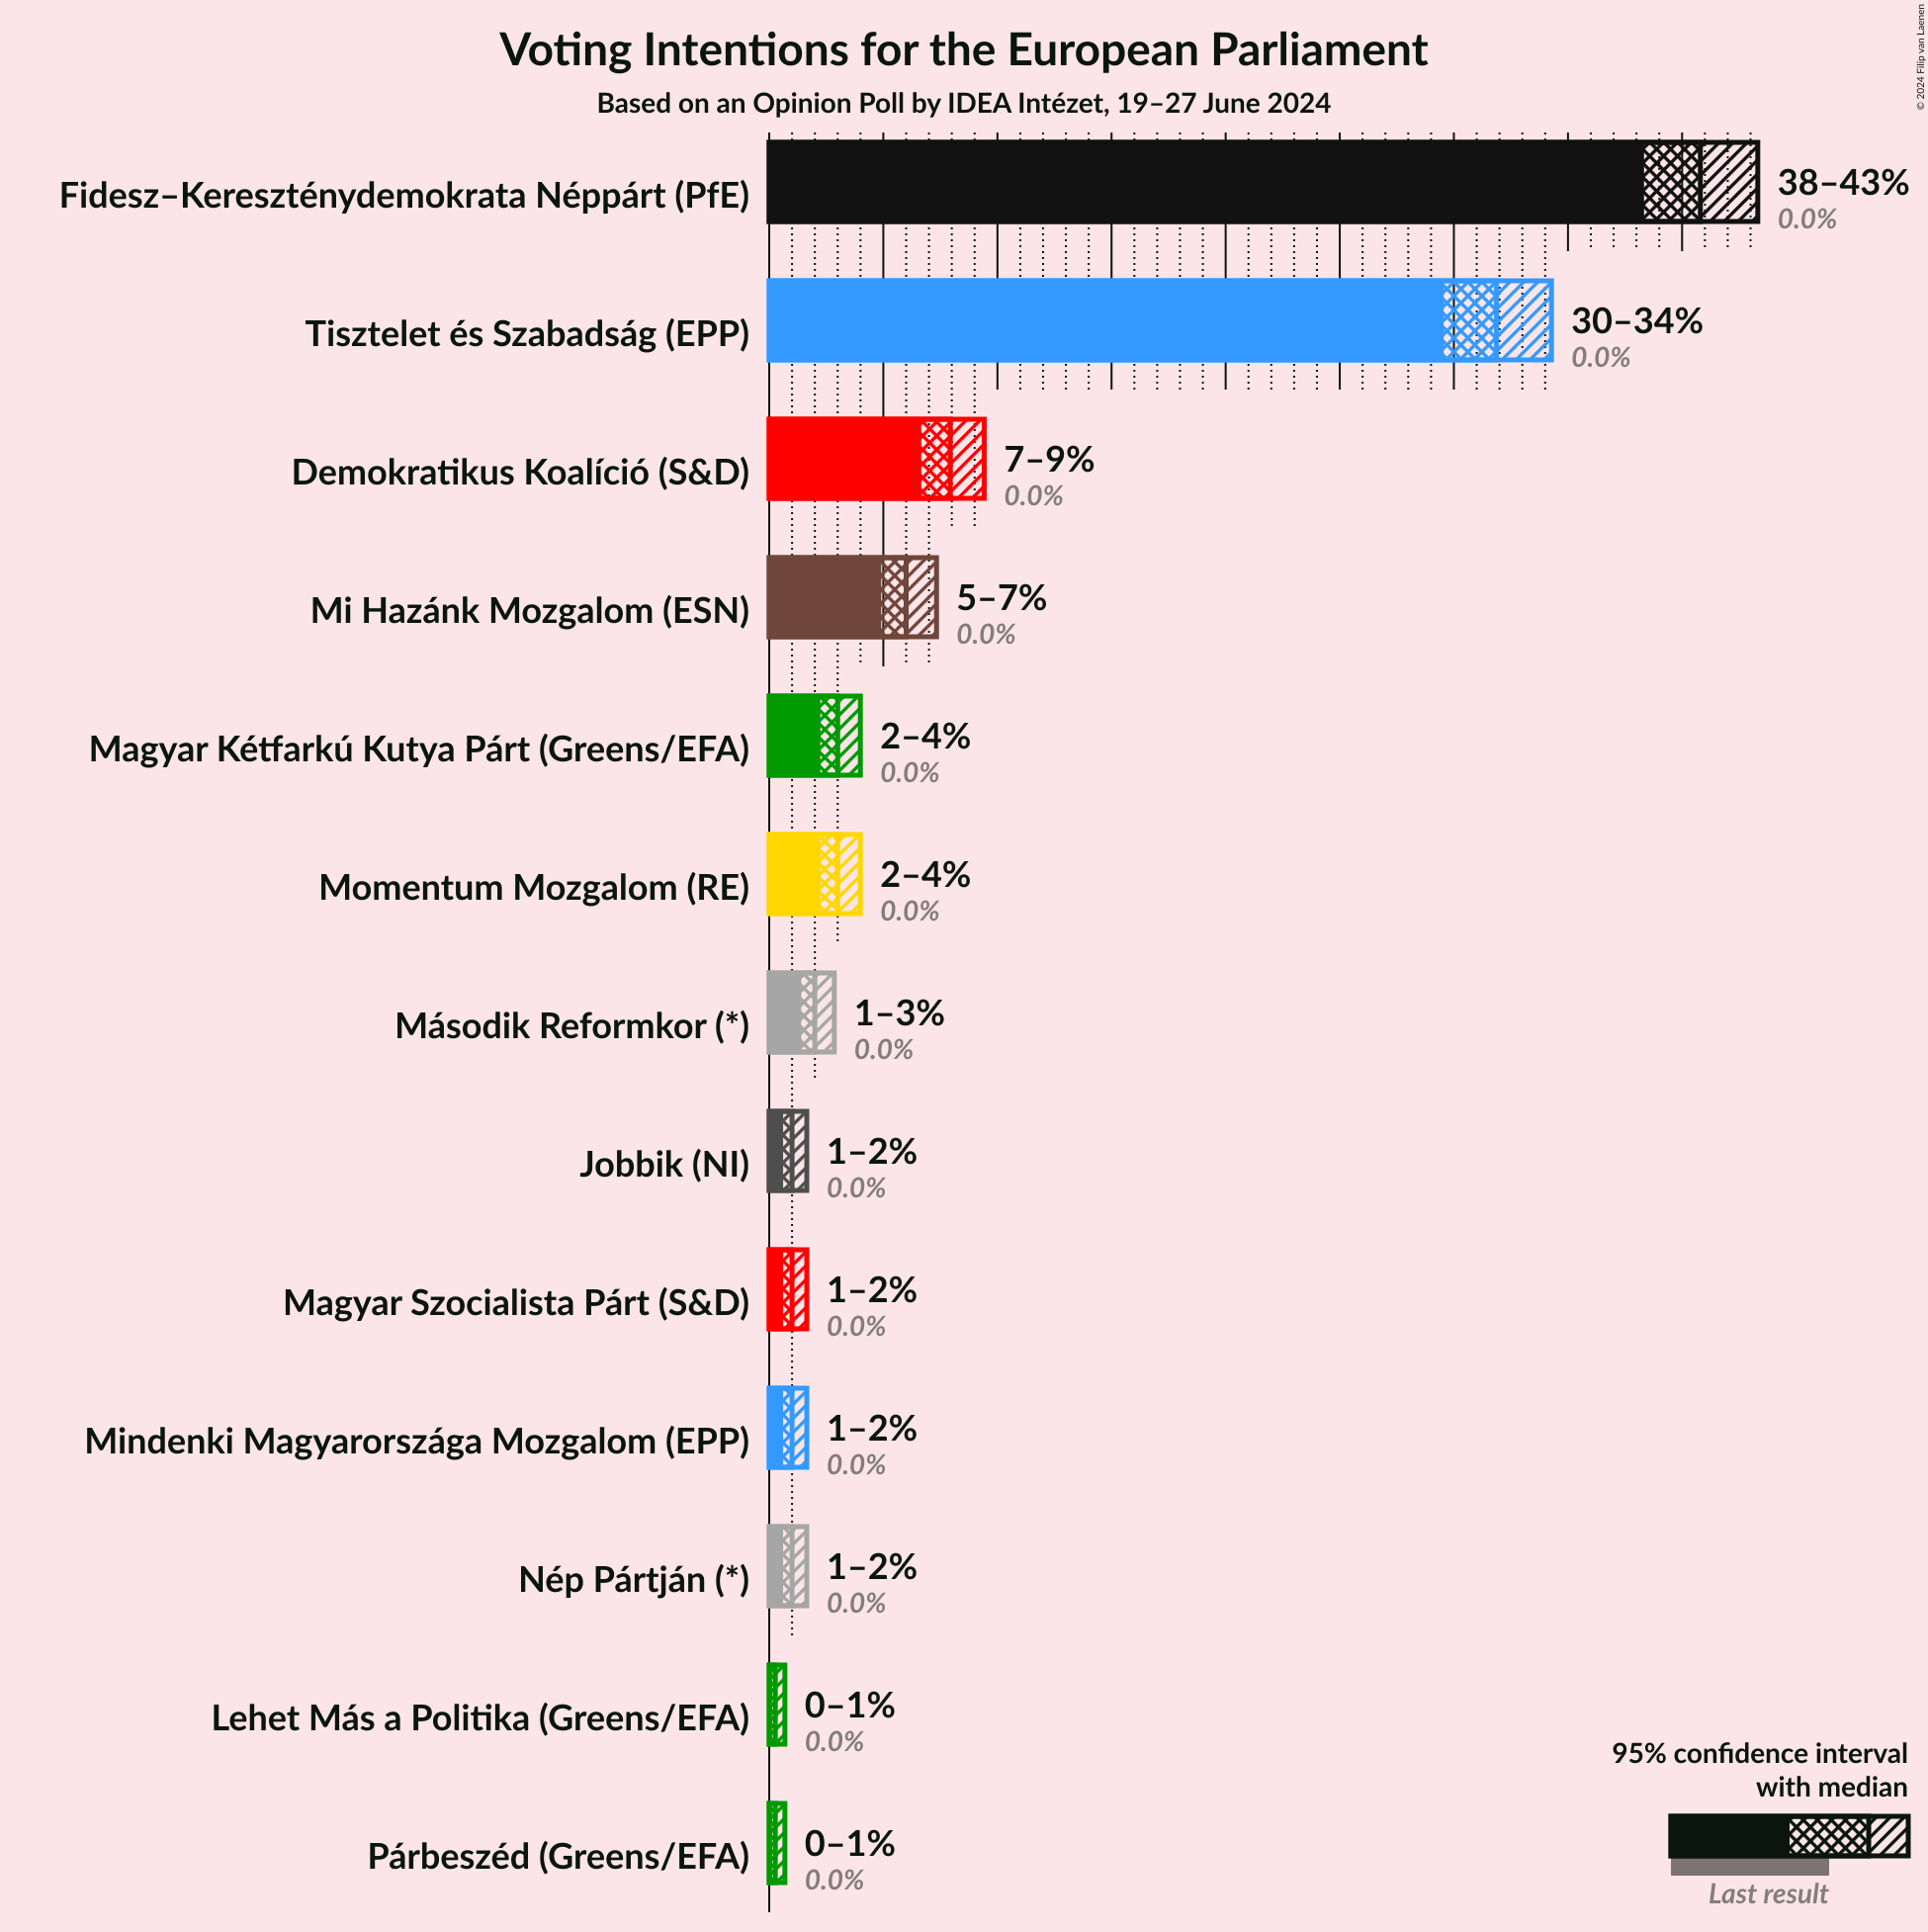 Voting Intentions for the European Parliament
Based on an Opinion Poll by IDEA Intézet, 19–27 June 2024
© 2024 Filip van Laenen
Fidesz–Kereszténydemokrata Néppárt (PfE)
38–43%
0.0%
Tisztelet és Szabadság (EPP)
30–34%
0.0%
Demokratikus Koalíció (S&D)
7–9%
0.0%
Mi Hazánk Mozgalom (ESN)
5–7%
0.0%
Magyar Kétfarkú Kutya Párt (Greens/EFA)
2–4%
0.0%
Momentum Mozgalom (RE)
2–4%
0.0%
Második Reformkor (*)
1–3%
0.0%
Jobbik (NI)
1–2%
0.0%
Magyar Szocialista Párt (S&D)
1–2%
0.0%
Mindenki Magyarországa Mozgalom (EPP)
1–2%
0.0%
Nép Pártján (*)
1–2%
0.0%
Lehet Más a Politika (Greens/EFA)
0–1%
0.0%
Párbeszéd (Greens/EFA)
0–1%
0.0%
95% confidence interval
with median
Last result